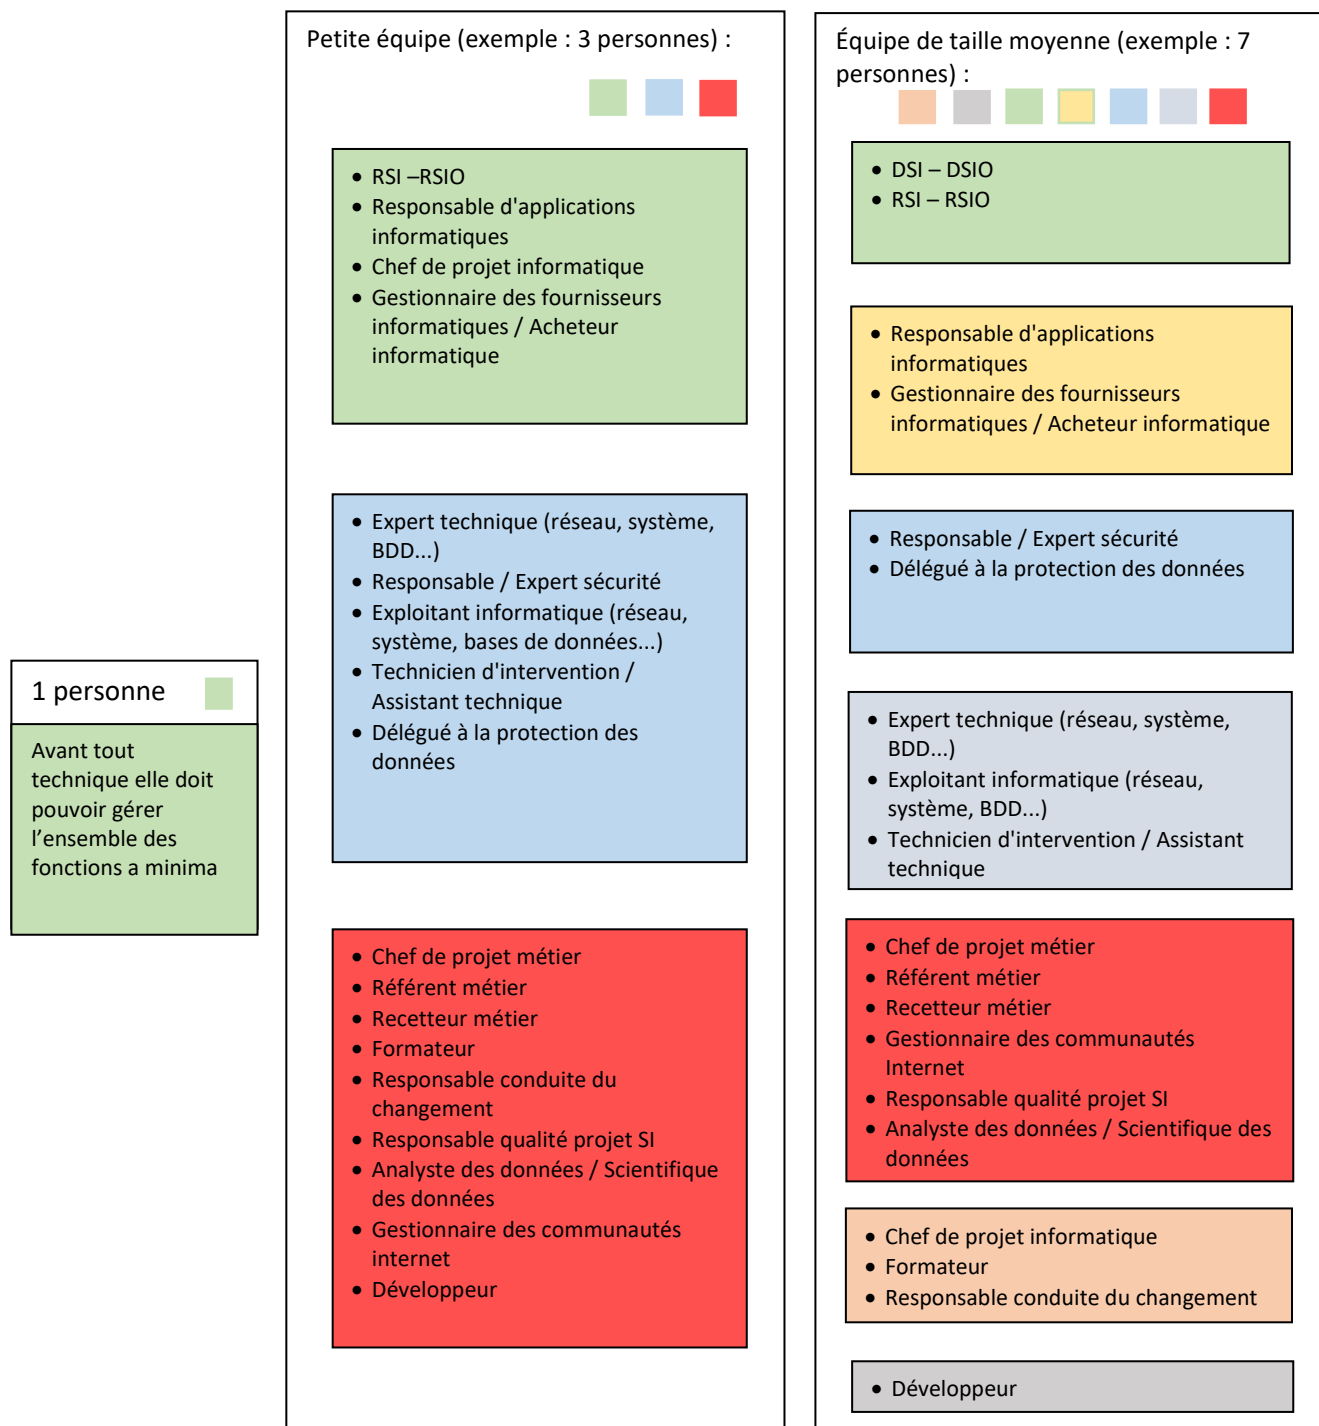 1 personne
Avant tout
technique elle doit
pouvoir gérer
l’ensemble des
fonctions a minima
Petite équipe (exemple : 3 personnes) :
• RSI –RSIO
• Responsable d'applications
informatiques
• Chef de projet informatique
• Gestionnaire des fournisseurs
informatiques / Acheteur
informatique
• Expert technique (réseau, système,
BDD...)
• Responsable / Expert sécurité
• Exploitant informatique (réseau,
système, bases de données...)
• Technicien d'intervention /
Assistant technique
• Délégué à la protection des
données
• Chef de projet métier
• Référent métier
• Recetteur métier
• Formateur
• Responsable conduite du
changement
• Responsable qualité projet SI
• Analyste des données / Scientifique
des données
• Gestionnaire des communautés
internet
• Développeur
Équipe de taille moyenne (exemple : 7
personnes) :
• DSI – DSIO
• RSI – RSIO
• Responsable d'applications
informatiques
• Gestionnaire des fournisseurs
informatiques / Acheteur informatique
• Responsable / Expert sécurité
• Délégué à la protection des données
• Expert technique (réseau, système,
BDD...)
• Exploitant informatique (réseau,
système, BDD...)
• Technicien d'intervention / Assistant
technique
• Chef de projet métier
• Référent métier
• Recetteur métier
• Gestionnaire des communautés
Internet
• Responsable qualité projet SI
• Analyste des données / Scientifique des
données
• Chef de projet informatique
• Formateur
• Responsable conduite du changement
• Développeur